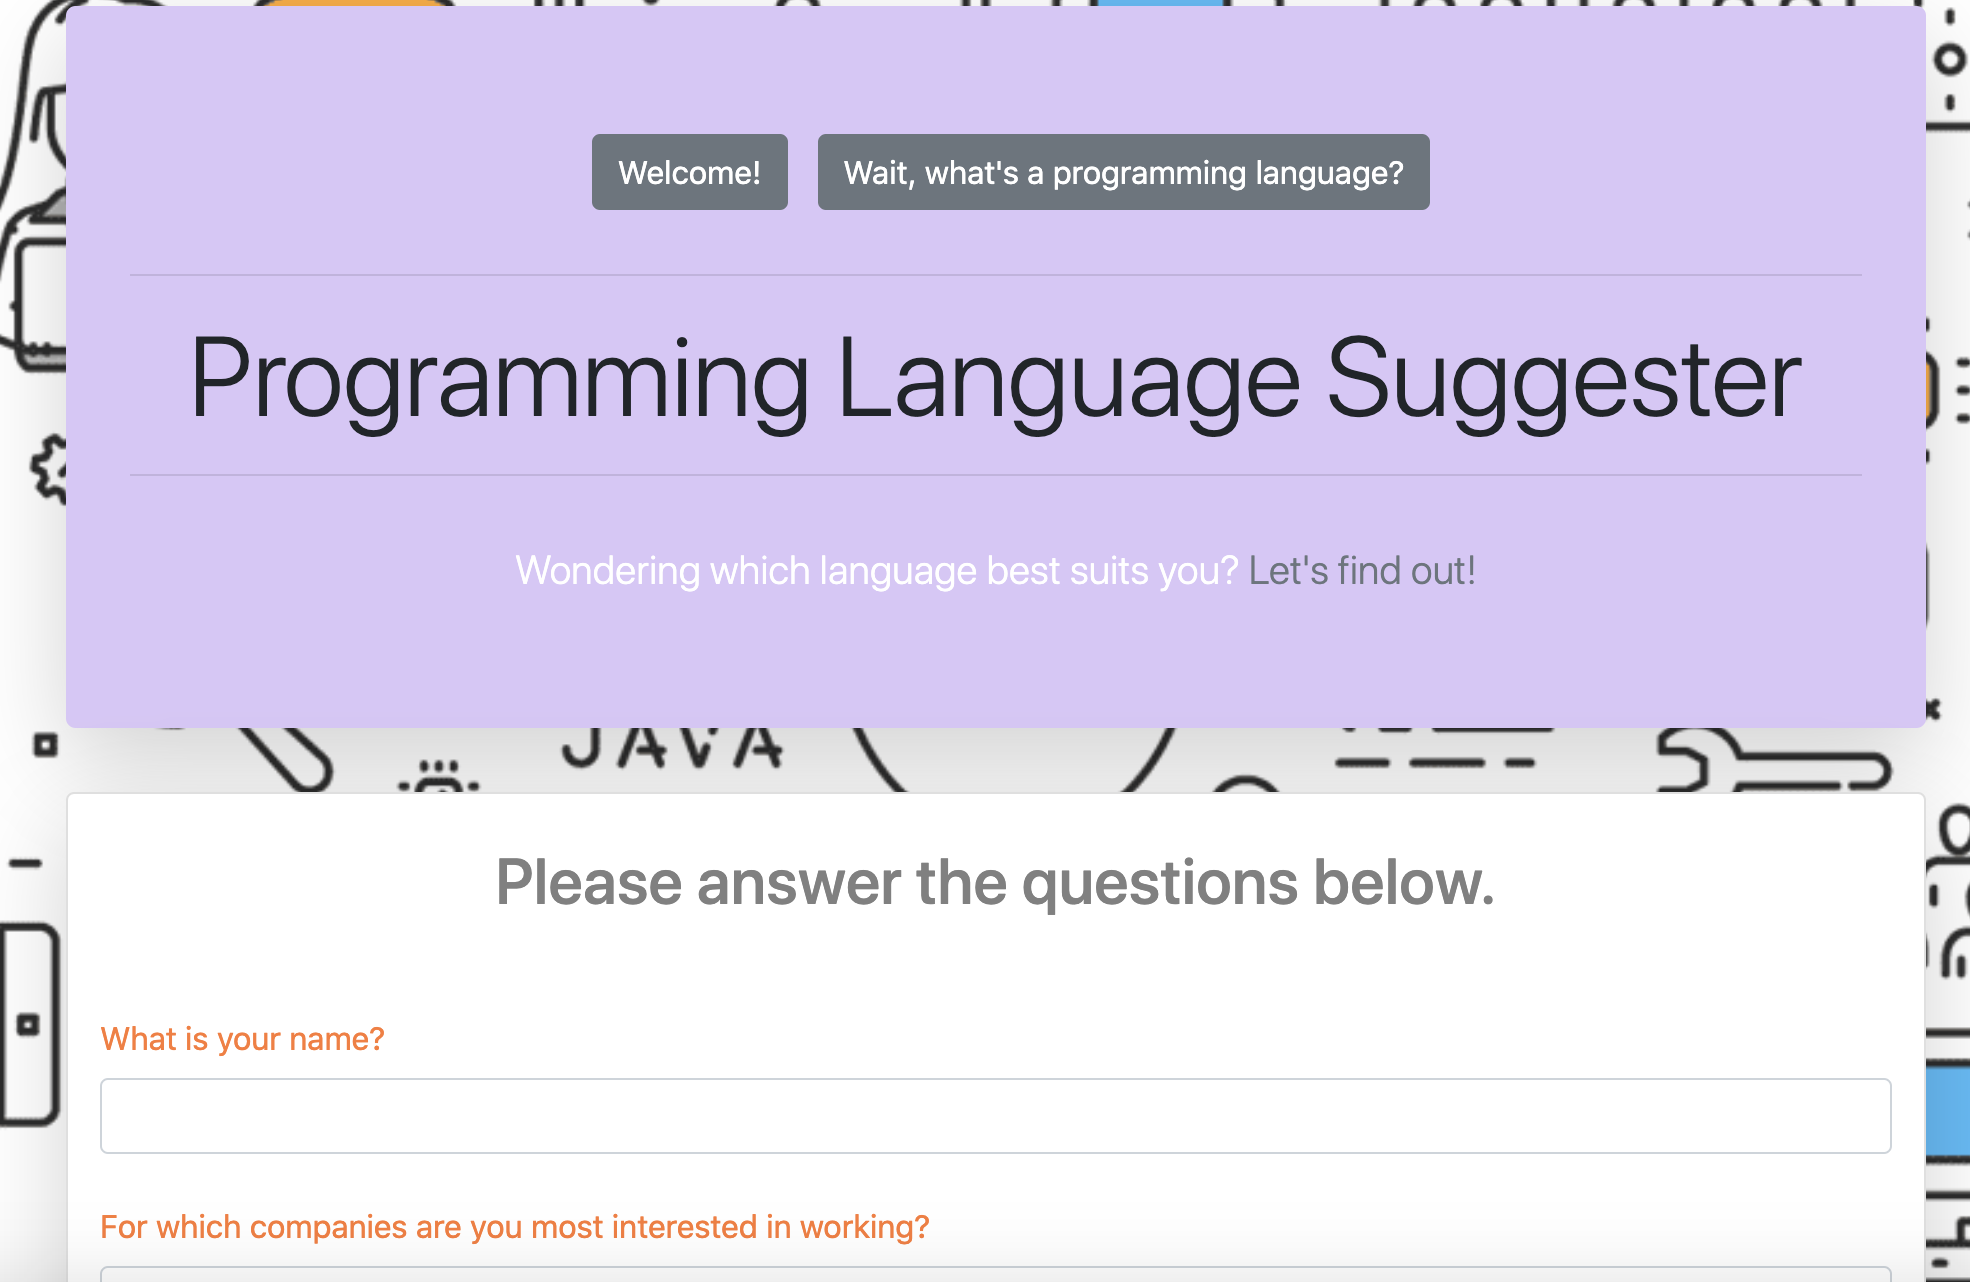 Welcome! Wait, what's a programming language?
Programming Language Suggester
Wondering which language best suits you? Let's find out!
JAVA
Please answer the questions below.
What is your name?
For which companies are you most interested in working?